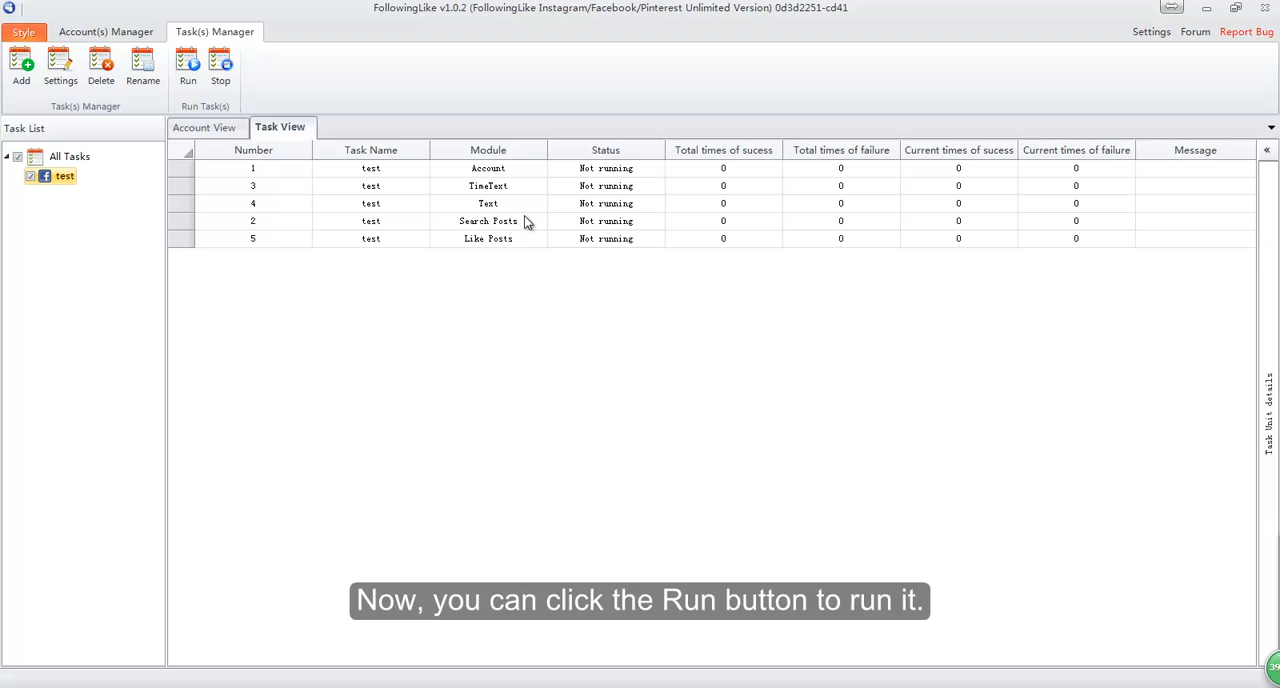 FollowingLike v1.0.2 (FollowingLike Instagram/Facebook/Pinterest Unlimited Version) 0d3d2251-cd41
Style Account(s) Manager Task(s) Manager Settings Forum Report Bug
Add Settings Delete Rename Run Stop
Task(s) Manager Run Task(s)
Task List Account View Task View
Number Task Name Module Status Total times of sucess Total times of failure Current times of sucess Current times of failure Message «
All Tasks
test
1 test Account Not running 0 0 0 0
3 test TimeText Not running 0 0 0 0
4 test Text Not running 0 0 0 0
2 test Search Posts Not running 0 0 0 0
5 test Like Posts Not running 0 0 0 0
Task Unit details
Now, you can click the Run button to run it.
39